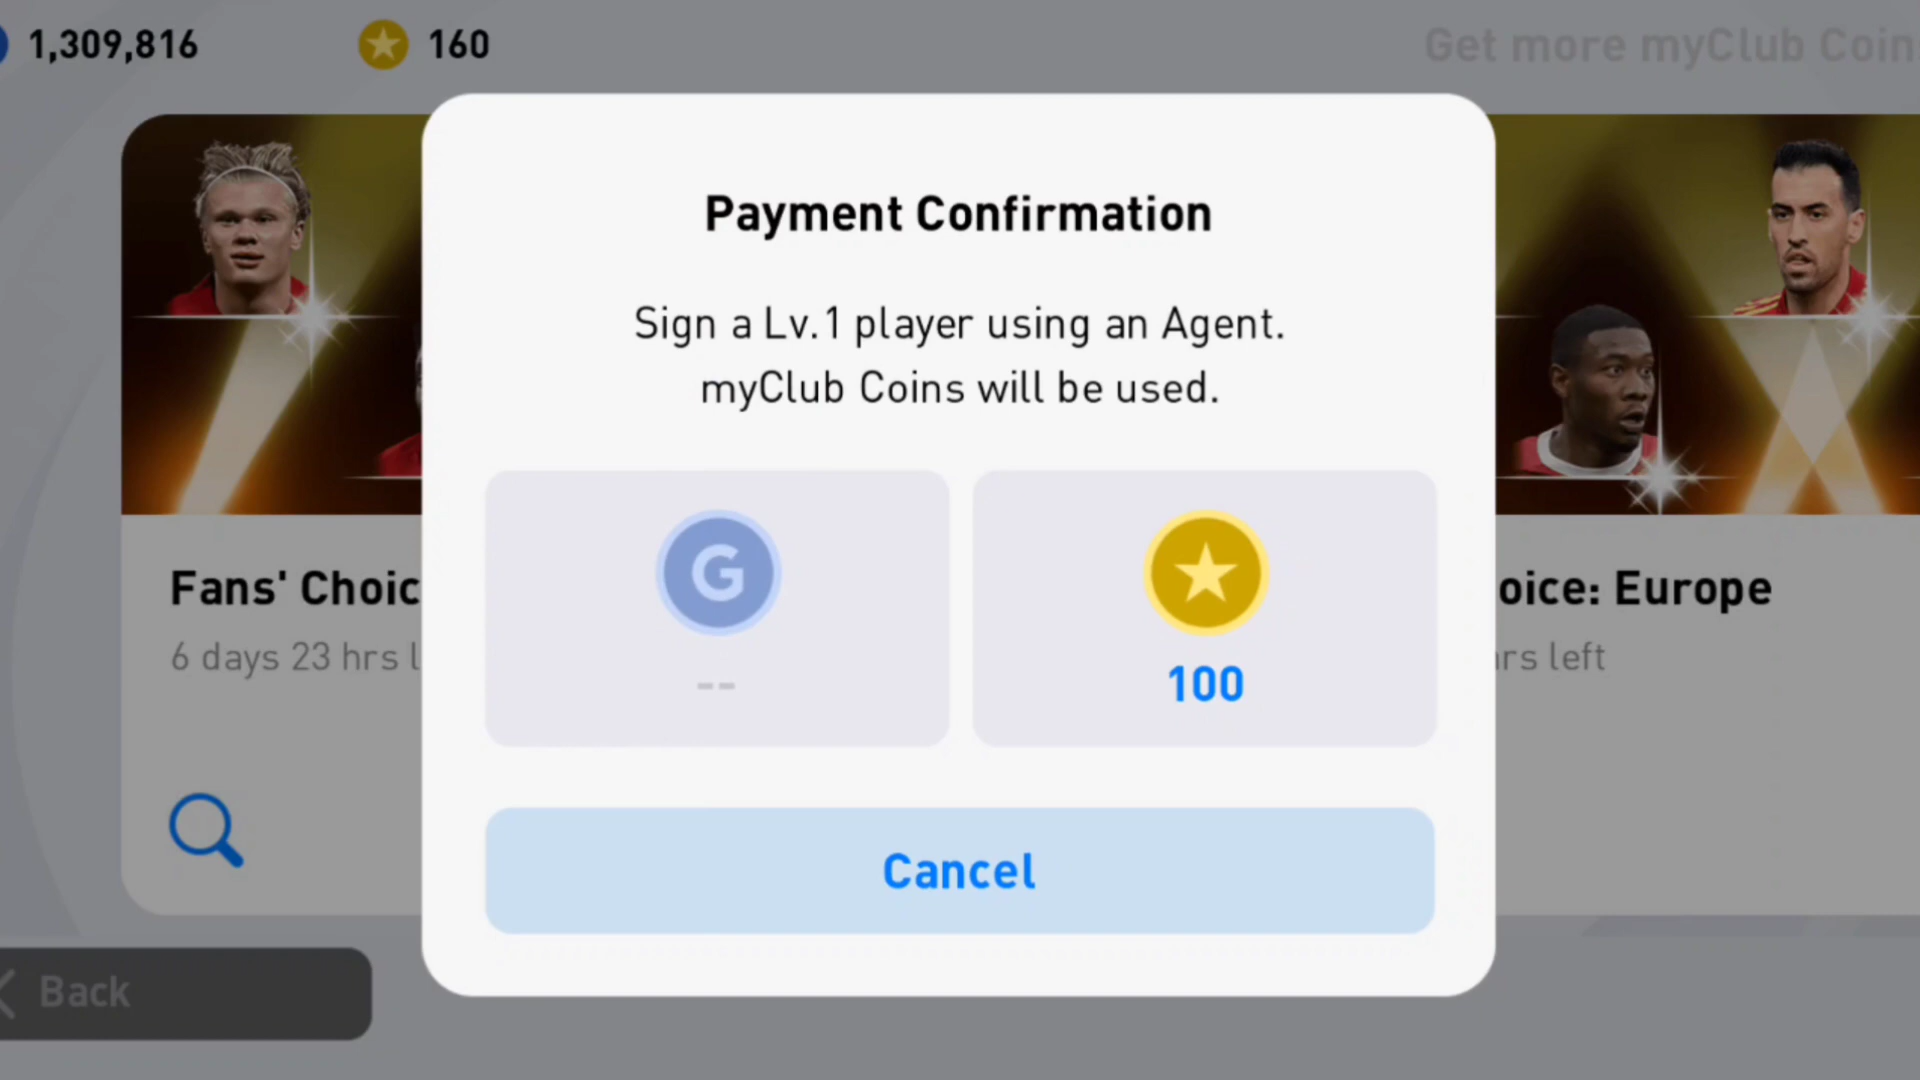 1,309,816
160
Get more myClub Coin
Payment Confirmation
Sign a Lv.1 player using an Agent.
myClub Coins will be used.
G
--
100
Cancel
Fans' Choic
6 days 23 hrs l
oice: Europe
rs left
Back